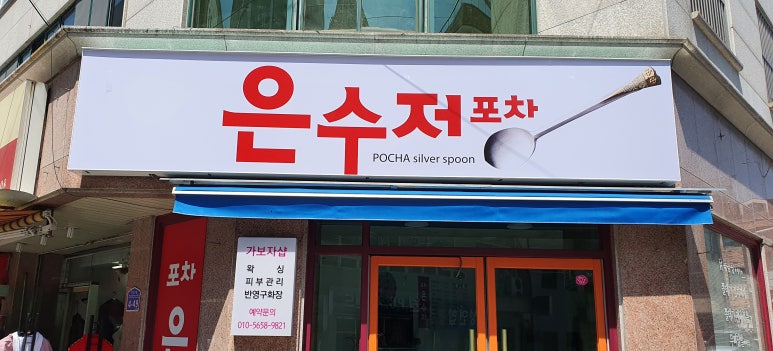 은수저 포차
POCHA silver spoon
가보자샵
왁 싱
피부관리
반영구화장
예약문의
010-5658-9821
포차
은